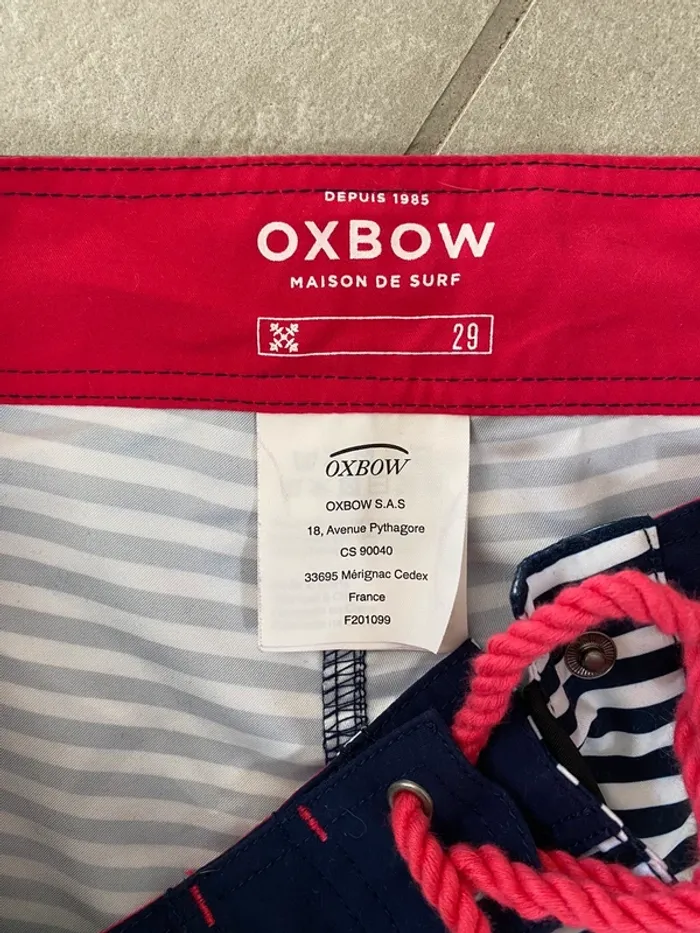 DEPUIS 1985
OXBOW
MAISON DE SURF
29
OXBOW
OXBOW S.A.S
18, Avenue Pythagore
CS 90040
33695 Mérignac Cedex
France
F201099